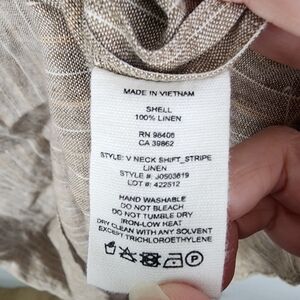 MADE IN VIETNAM
SHELL
100% LINEN
RN 98406
CA 39862
STYLE: V NECK SHIFT_STRIPE
LINEN
STYLE #: J0503619
LOT #: 422512
HAND WASHABLE
DO NOT BLEACH
DO NOT TUMBLE DRY
IRON-LOW HEAT
DRY CLEAN WITH ANY SOLVENT
EXCEPT TRICHLOROETHYLENE